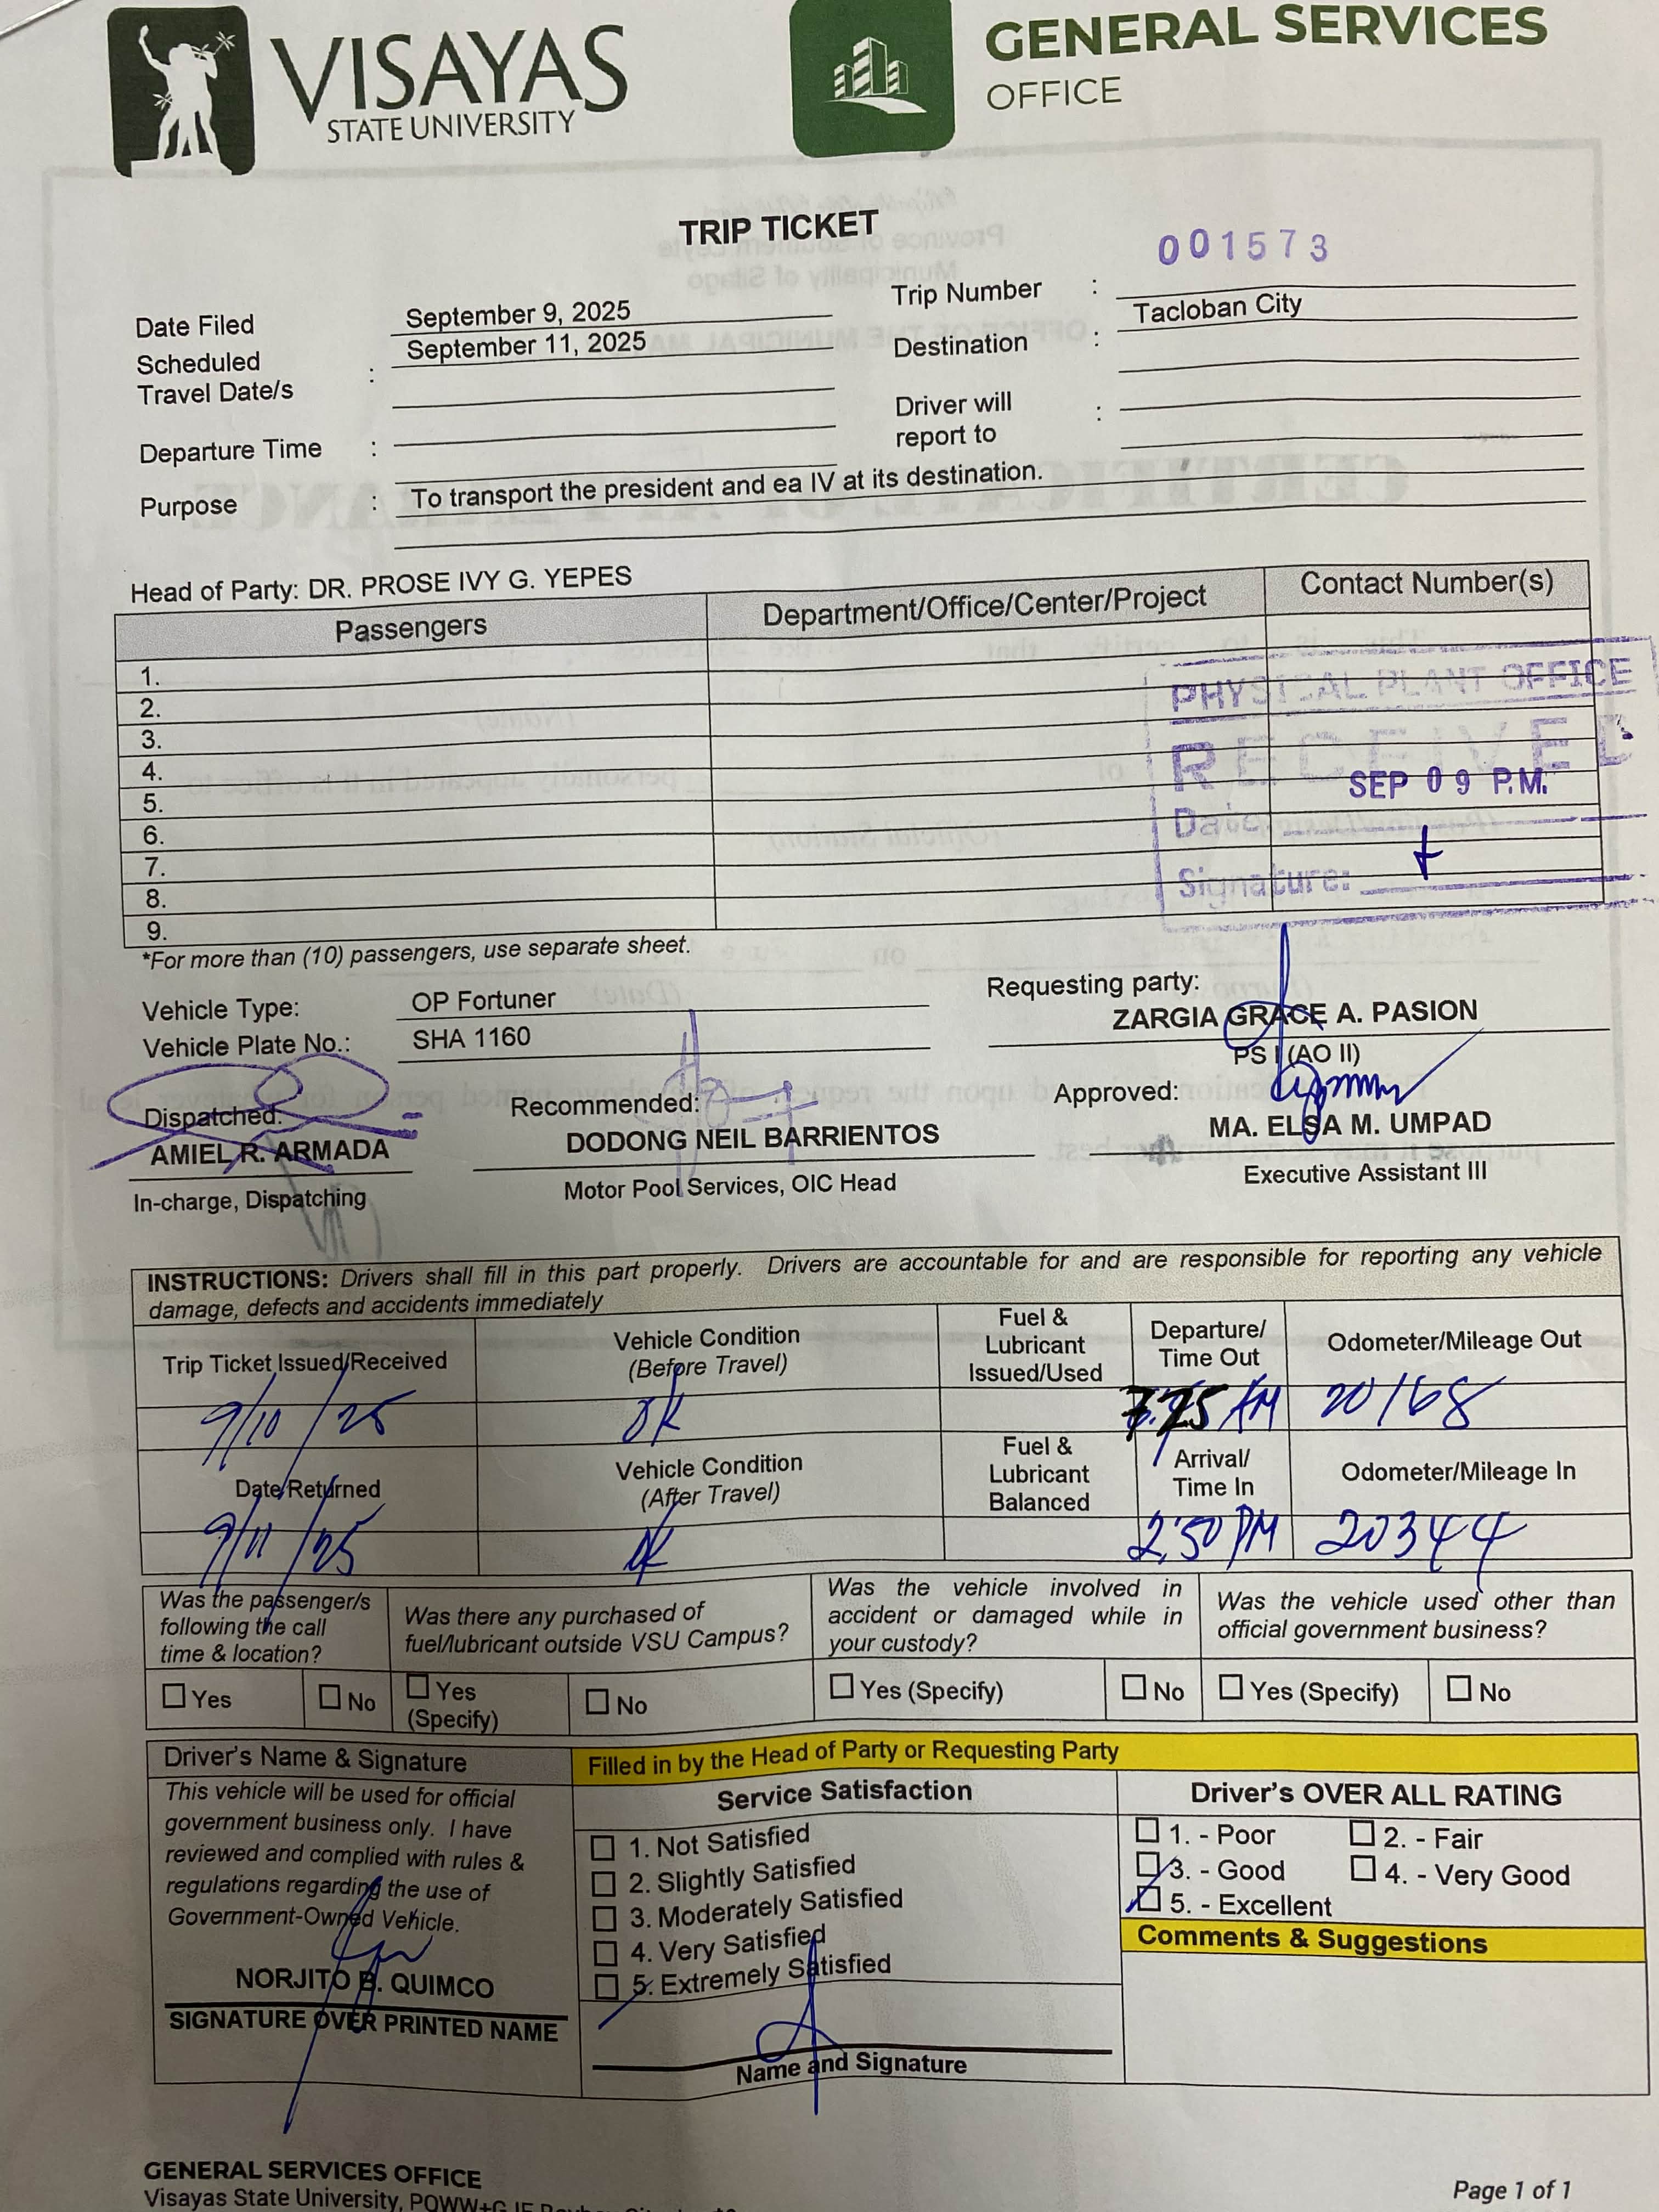 VISAYAS
STATE UNIVERSITY
GENERAL SERVICES
OFFICE
TRIP TICKET
001573
Date Filed
September 9, 2025
Trip Number :
Scheduled
Travel Date/s :
September 11, 2025
Destination :
Tacloban City
Departure Time :
Driver will
report to :
Purpose :
To transport the president and ea IV at its destination.
Head of Party: DR. PROSE IVY G. YEPES
Passengers
Department/Office/Center/Project
Contact Number(s)
1.
2.
3.
4.
5.
6.
7.
8.
9.
PHYSICAL PLANT OFFICE
RECEIVED
SEP 09 P.M.
Date:
Signature:
*For more than (10) passengers, use separate sheet.
Vehicle Type:
OP Fortuner
Vehicle Plate No.:
SHA 1160
Requesting party:
ZARGIA GRACE A. PASION
PS I (AO II)
Dispatched:
AMIEL R. ARMADA
In-charge, Dispatching
Recommended:
DODONG NEIL BARRIENTOS
Motor Pool Services, OIC Head
Approved:
MA. ELSA M. UMPAD
Executive Assistant III
INSTRUCTIONS: Drivers shall fill in this part properly. Drivers are accountable for and are responsible for reporting any vehicle
damage, defects and accidents immediately
Trip Ticket Issued/Received
Vehicle Condition
(Before Travel)
Fuel &
Lubricant
Issued/Used
Departure/
Time Out
Odometer/Mileage Out
9/10/25
OK
AM
20168
Date Returned
Vehicle Condition
(After Travel)
Fuel &
Lubricant
Balanced
Arrival/
Time In
Odometer/Mileage In
9/11/25
OK
2:50 PM
20344
Was the passenger/s
following the call
time & location?
Was there any purchased of
fuel/lubricant outside VSU Campus?
Was the vehicle involved in
accident or damaged while in
your custody?
Was the vehicle used other than
official government business?
Yes
No
Yes
(Specify)
No
Yes (Specify)
No
Yes (Specify)
No
Driver's Name & Signature
This vehicle will be used for official
government business only. I have
reviewed and complied with rules &
regulations regarding the use of
Government-Owned Vehicle.
NORJITO B. QUIMCO
SIGNATURE OVER PRINTED NAME
Filled in by the Head of Party or Requesting Party
Service Satisfaction
1. Not Satisfied
2. Slightly Satisfied
3. Moderately Satisfied
4. Very Satisfied
5. Extremely Satisfied
Name and Signature
Driver's OVER ALL RATING
1. - Poor
2. - Fair
3. - Good
4. - Very Good
5. - Excellent
Comments & Suggestions
GENERAL SERVICES OFFICE
Visayas State University,
Page 1 of 1